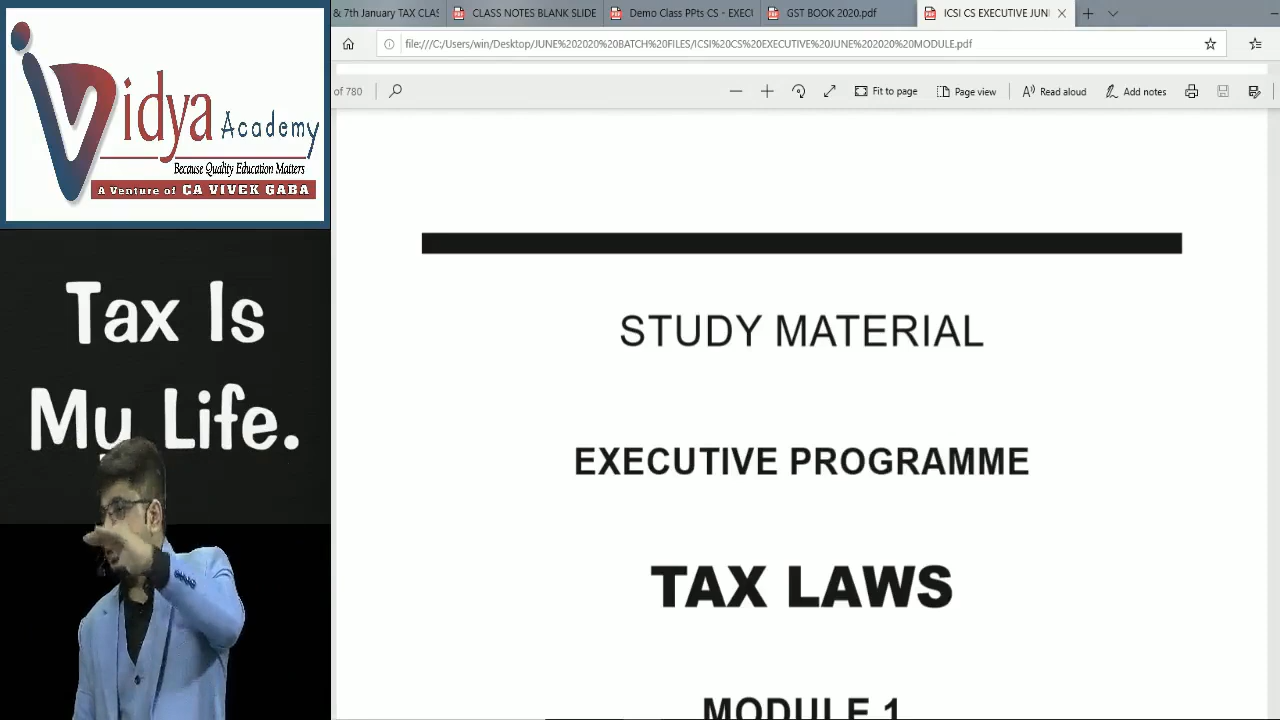 Vidya Academy
Because Quality Education Matters
A Venture of CA VIVEK GABA
Tax Is
My Life.
& 7th January TAX CLAS
CLASS NOTES BLANK SLIDE
Demo Class PPts CS - EXECU
GST BOOK 2020.pdf
ICSI CS EXECUTIVE JUNI
file:///C:/Users/win/Desktop/JUNE%202020%20BATCH%20FILES/ICSI%20CS%20EXECUTIVE%20JUNE%202020%20MODULE.pdf
of 780
Fit to page
Page view
Read aloud
Add notes
STUDY MATERIAL
EXECUTIVE PROGRAMME
TAX LAWS
MODULE 1